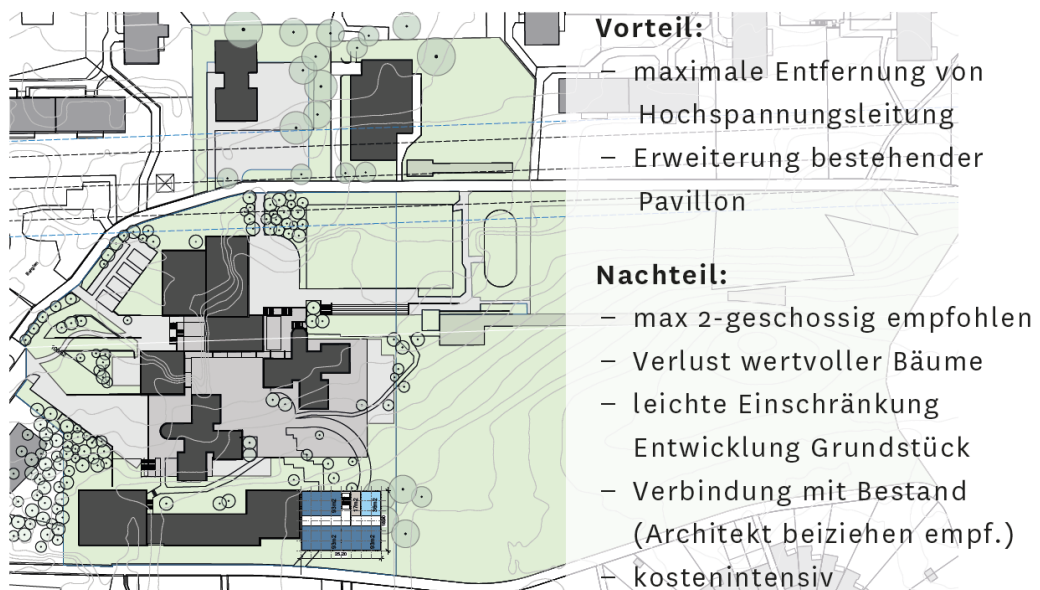 Vorteil:
– maximale Entfernung von
Hochspannungsleitung
– Erweiterung bestehender
Pavillon
Nachteil:
– max 2-geschossig empfohlen
– Verlust wertvoller Bäume
– leichte Einschränkung
Entwicklung Grundstück
– Verbindung mit Bestand
(Architekt beiziehen empf.)
– kostenintensiv